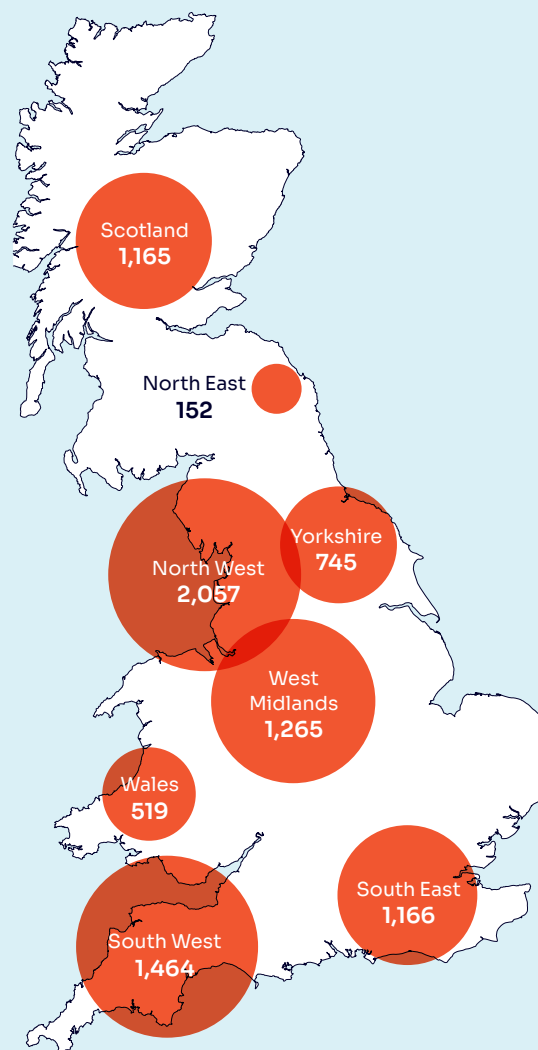 Scotland
1,165
North East
152
Yorkshire
745
North West
2,057
West
Midlands
1,265
Wales
519
South East
1,166
South West
1,464